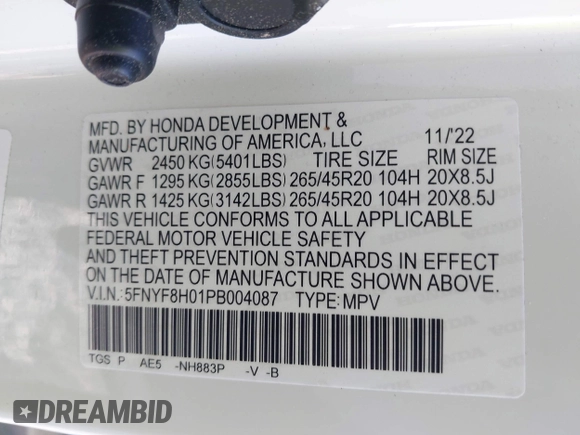 MFD. BY HONDA DEVELOPMENT &
MANUFACTURING OF AMERICA, LLC 11/'22
GVWR 2450 KG(5401LBS) TIRE SIZE RIM SIZE
GAWR F 1295 KG(2855LBS) 265/45R20 104H 20X8.5J
GAWR R 1425 KG(3142LBS) 265/45R20 104H 20X8.5J
THIS VEHICLE CONFORMS TO ALL APPLICABLE
FEDERAL MOTOR VEHICLE SAFETY
AND THEFT PREVENTION STANDARDS IN EFFECT
ON THE DATE OF MANUFACTURE SHOWN ABOVE.
V.I.N.:5FNYF8H01PB004087 TYPE:MPV
TGS P AE5 -NH883P -V -B
DREAMBID